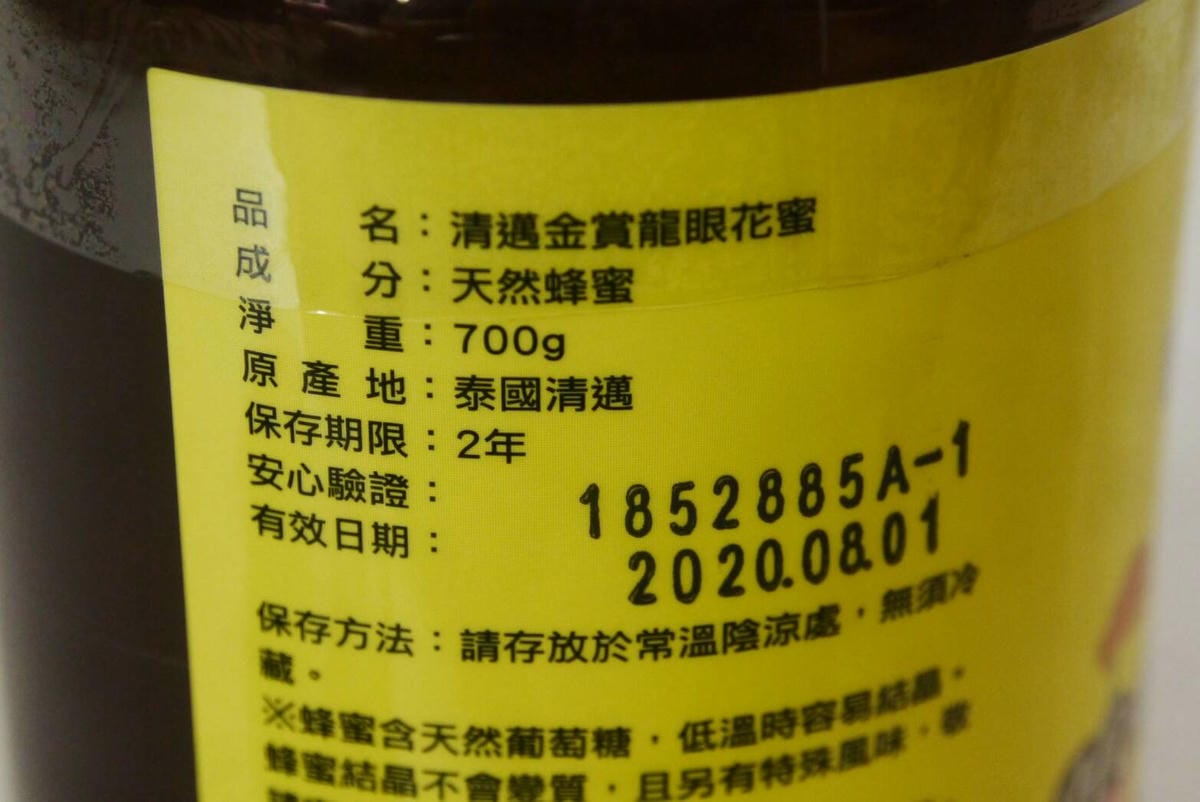 品名：清邁金賞龍眼花蜜
成分：天然蜂蜜
淨重：700g
原產地：泰國清邁
保存期限：2年
安心驗證：1852885A-1
有效日期：2020.08.01
保存方法：請存放於常溫陰涼處，無須冷
藏。
※蜂蜜含天然葡萄糖，低溫時容易結晶。
蜂蜜結晶不會變質，且另有特殊風味，敬